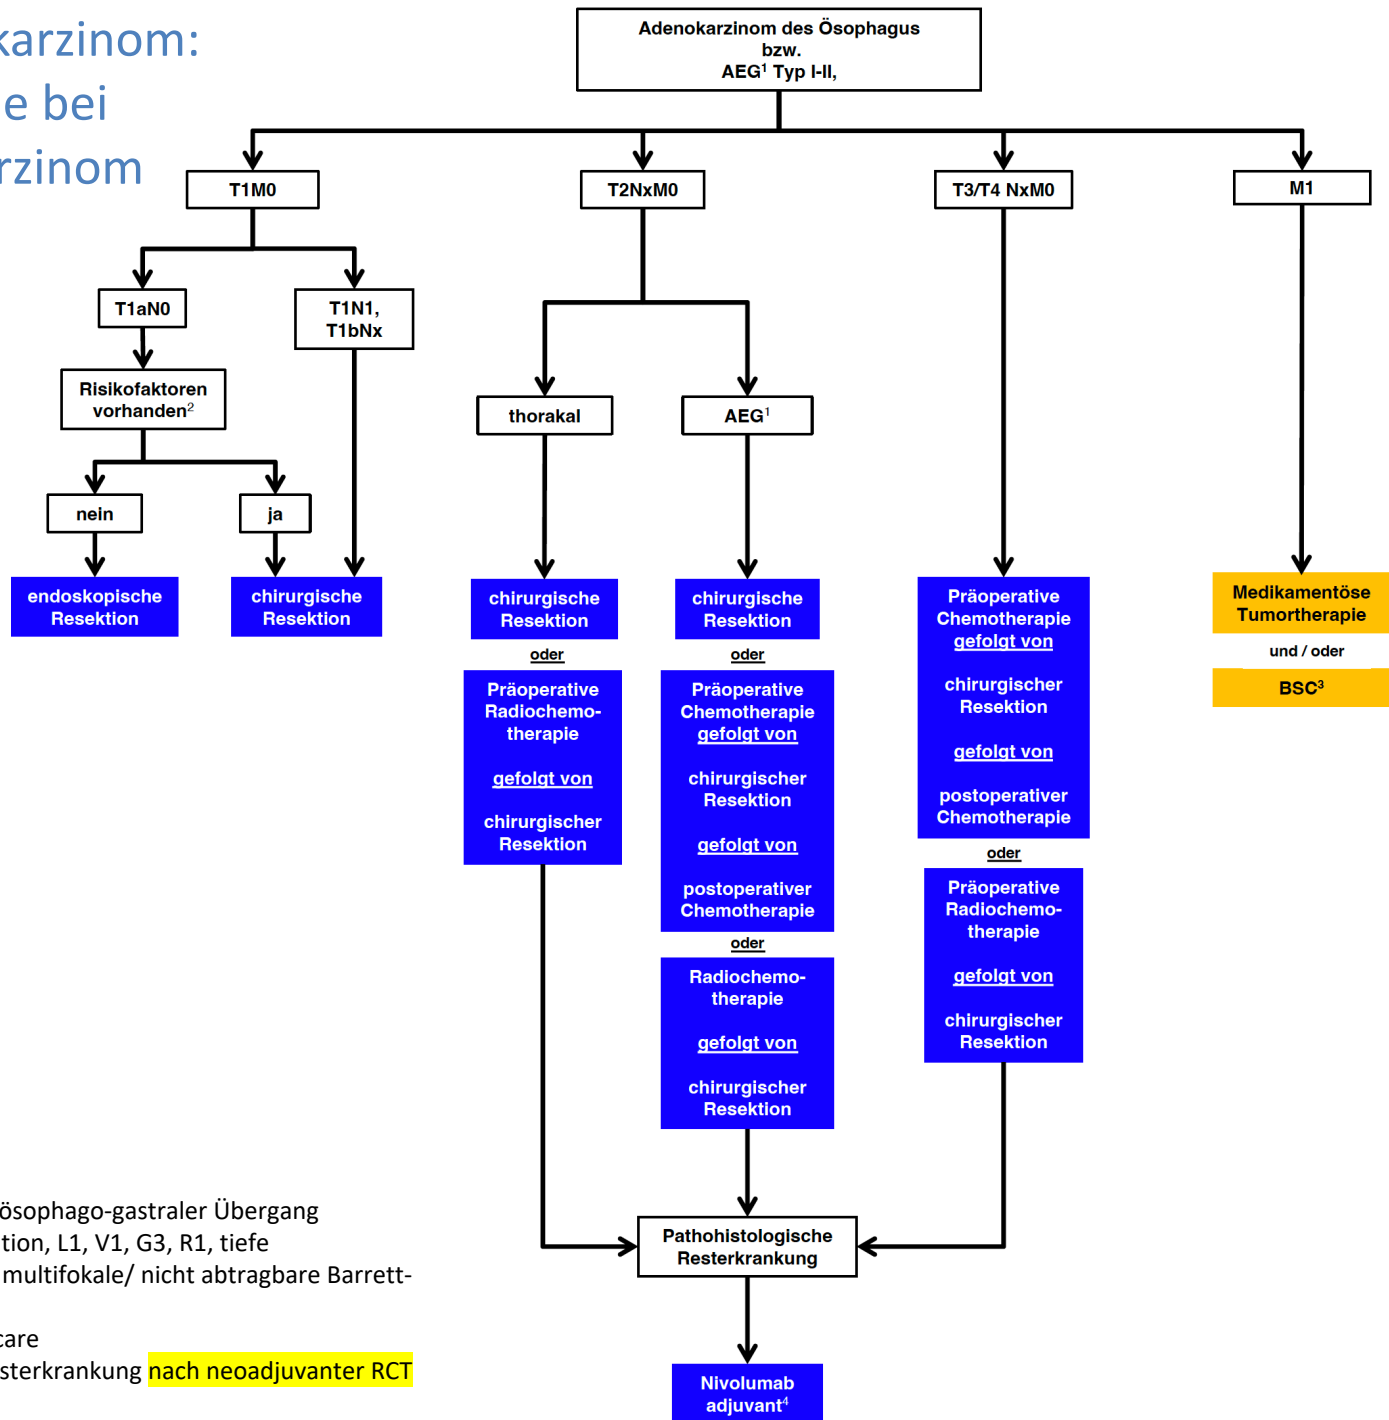 karzinom:
e bei
rzinom
Adenokarzinom des Ösophagus
bzw.
AEG¹ Typ I-II,
T1M0
T2NxM0
T3/T4 NxM0
M1
T1aN0
T1N1,
T1bNx
Risikofaktoren
vorhanden²
thorakal
AEG¹
nein
ja
endoskopische
Resektion
chirurgische
Resektion
chirurgische
Resektion
oder
Präoperative
Radiochemo-
therapie
gefolgt von
chirurgischer
Resektion
chirurgische
Resektion
oder
Präoperative
Chemotherapie
gefolgt von
chirurgischer
Resektion
gefolgt von
postoperativer
Chemotherapie
oder
Radiochemo-
therapie
gefolgt von
chirurgischer
Resektion
Präoperative
Chemotherapie
gefolgt von
chirurgischer
Resektion
gefolgt von
postoperativer
Chemotherapie
oder
Präoperative
Radiochemo-
therapie
gefolgt von
chirurgischer
Resektion
Medikamentöse
Tumortherapie
und / oder
BSC³
Pathohistologische
Resterkrankung
Nivolumab
adjuvant⁴
ösophago-gastraler Übergang
tion, L1, V1, G3, R1, tiefe
multifokale/ nicht abtragbare Barrett-
care
sterkrankung nach neoadjuvanter RCT